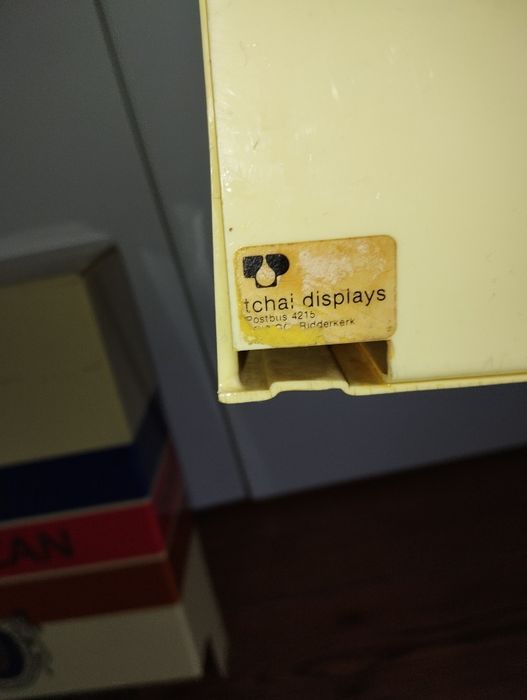 tchai displays
Postbus 4215
Ridderkerk
LAN